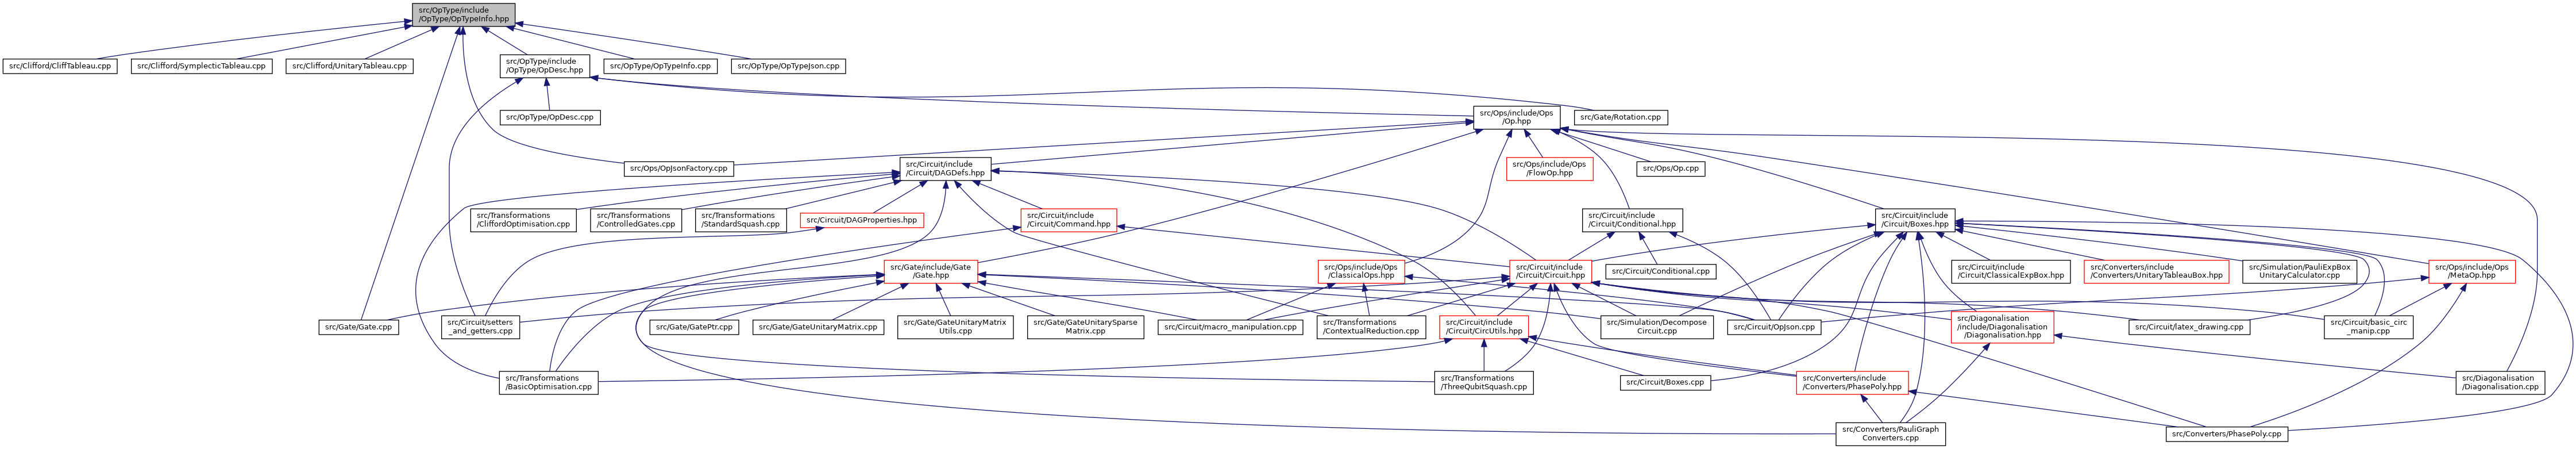 src/OpType/include
/OpType/OpTypeInfo.hpp
src/Clifford/CliffTableau.cpp
src/Clifford/SymplecticTableau.cpp
src/Clifford/UnitaryTableau.cpp
src/OpType/include
/OpType/OpDesc.hpp
src/OpType/OpTypeInfo.cpp
src/OpType/OpTypeJson.cpp
src/OpType/OpDesc.cpp
src/Ops/include/Ops
/Op.hpp
src/Gate/Rotation.cpp
src/Ops/OpJsonFactory.cpp
src/Circuit/include
/Circuit/DAGDefs.hpp
src/Ops/include/Ops
/FlowOp.hpp
src/Ops/Op.cpp
src/Transformations
/CliffordOptimisation.cpp
src/Transformations
/ControlledGates.cpp
src/Transformations
/StandardSquash.cpp
src/Circuit/DAGProperties.hpp
src/Circuit/include
/Circuit/Command.hpp
src/Circuit/include
/Circuit/Conditional.hpp
src/Circuit/include
/Circuit/Boxes.hpp
src/Gate/include/Gate
/Gate.hpp
src/Ops/include/Ops
/ClassicalOps.hpp
src/Circuit/include
/Circuit/Circuit.hpp
src/Circuit/Conditional.cpp
src/Circuit/include
/Circuit/ClassicalExpBox.hpp
src/Converters/include
/Converters/UnitaryTableauBox.hpp
src/Simulation/PauliExpBox
UnitaryCalculator.cpp
src/Ops/include/Ops
/MetaOp.hpp
src/Gate/Gate.cpp
src/Circuit/setters
_and_getters.cpp
src/Gate/GatePtr.cpp
src/Gate/GateUnitaryMatrix.cpp
src/Gate/GateUnitaryMatrix
Utils.cpp
src/Gate/GateUnitarySparse
Matrix.cpp
src/Circuit/macro_manipulation.cpp
src/Transformations
/ContextualReduction.cpp
src/Circuit/include
/Circuit/CircUtils.hpp
src/Simulation/Decompose
Circuit.cpp
src/Circuit/OpJson.cpp
src/Diagonalisation
/include/Diagonalisation
/Diagonalisation.hpp
src/Circuit/latex_drawing.cpp
src/Circuit/basic_circ
_manip.cpp
src/Transformations
/BasicOptimisation.cpp
src/Transformations
/ThreeQubitSquash.cpp
src/Circuit/Boxes.cpp
src/Converters/include
/Converters/PhasePoly.hpp
src/Diagonalisation
/Diagonalisation.cpp
src/Converters/PauliGraph
Converters.cpp
src/Converters/PhasePoly.cpp